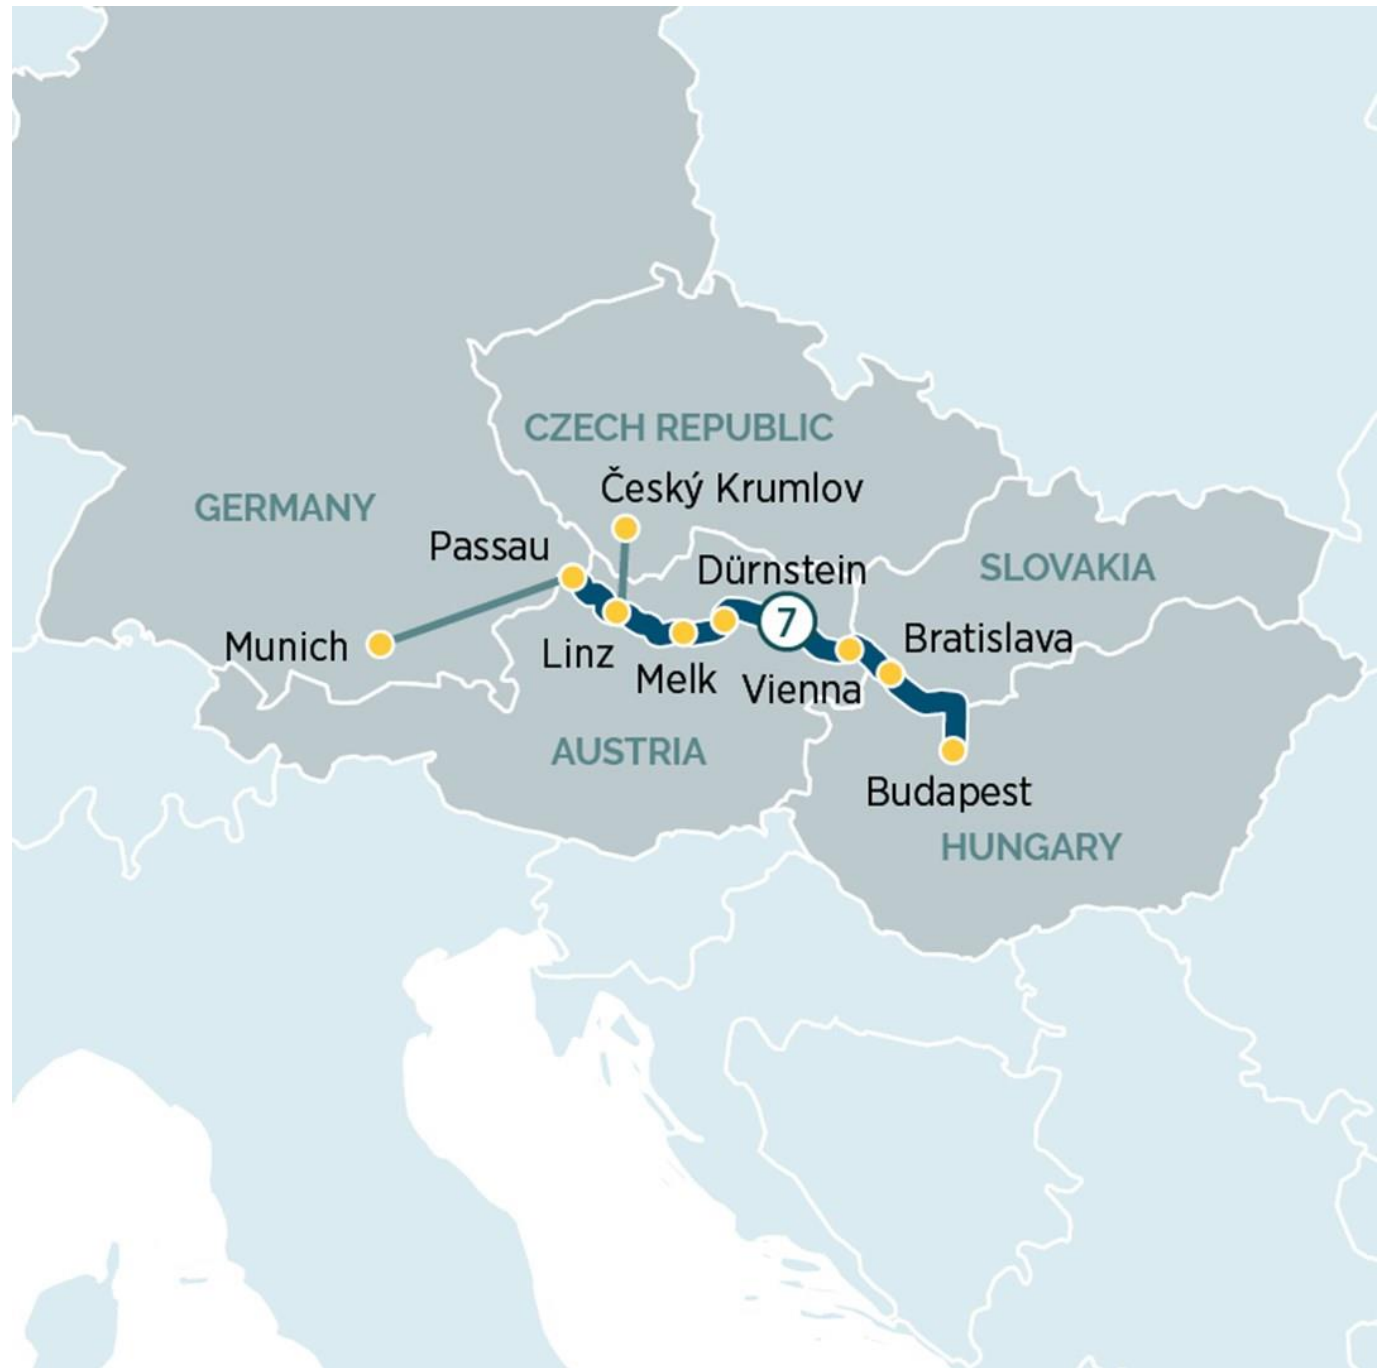 CZECH REPUBLIC
Český Krumlov
GERMANY
Passau
Dürnstein
SLOVAKIA
7
Munich
Linz
Melk
Vienna
Bratislava
AUSTRIA
Budapest
HUNGARY